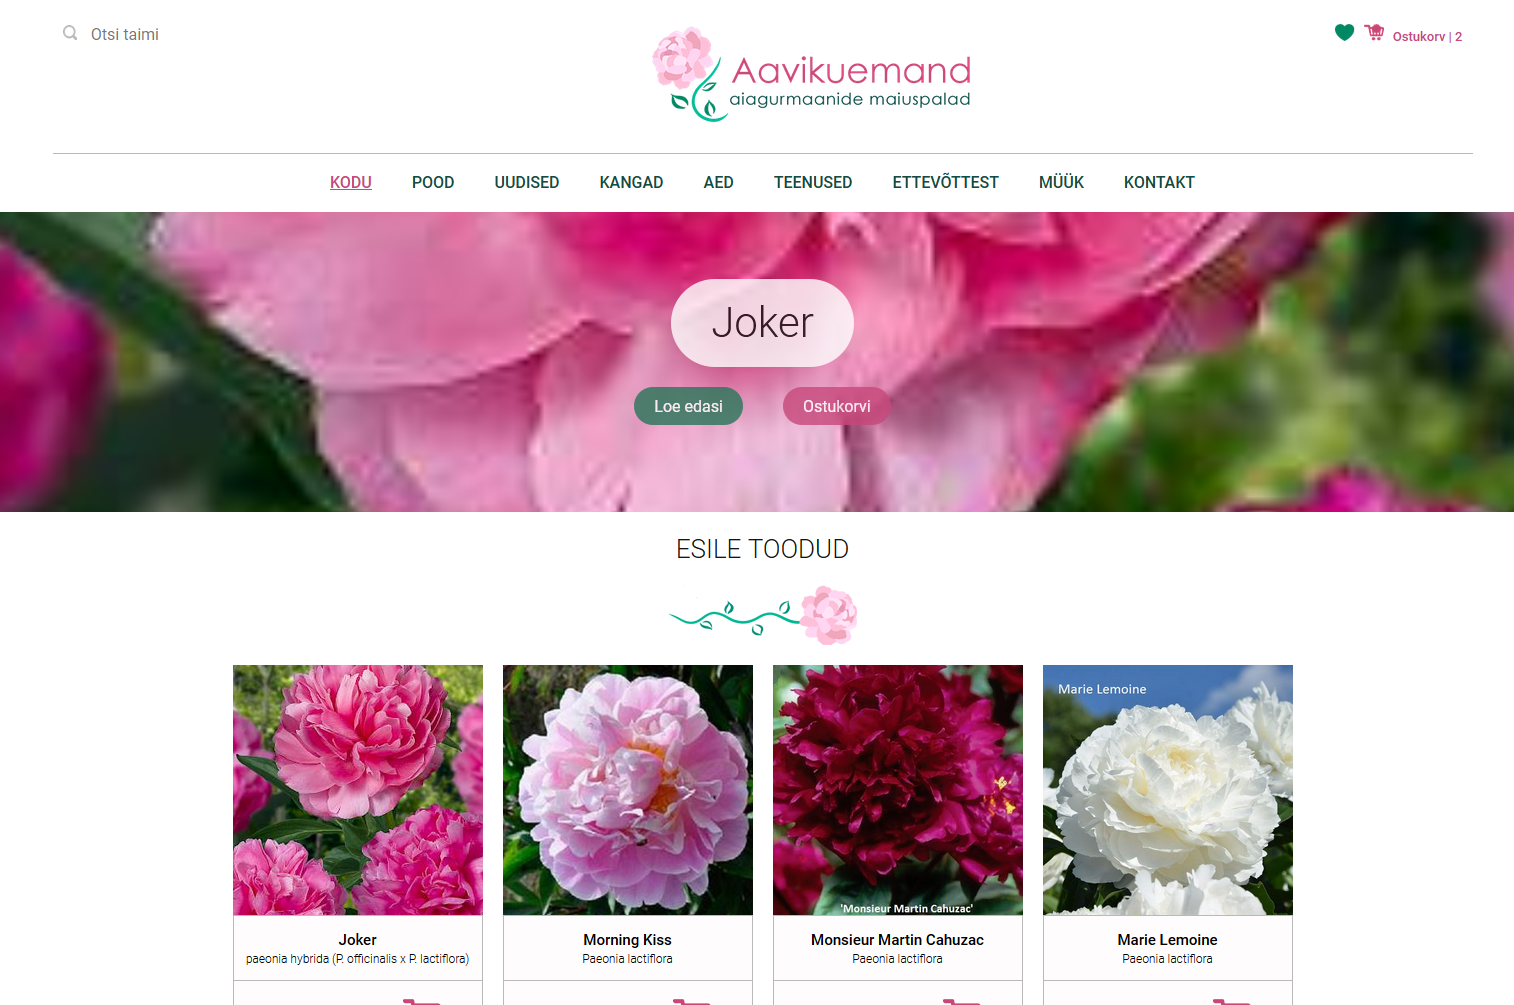 Otsi taimi
Aavikuemand
aiagurmaanide maiuspalad
Ostukorv | 2
KODU POOD UUDISED KANGAD AED TEENUSED ETTEVÕTTEST MÜÜK KONTAKT
Joker
Loe edasi Ostukorvi
ESILE TOODUD
Marie Lemoine
'Monsieur Martin Cahuzac'
Joker
paeonia hybrida (P. officinalis x P. lactiflora)
Morning Kiss
Paeonia lactiflora
Monsieur Martin Cahuzac
Paeonia lactiflora
Marie Lemoine
Paeonia lactiflora